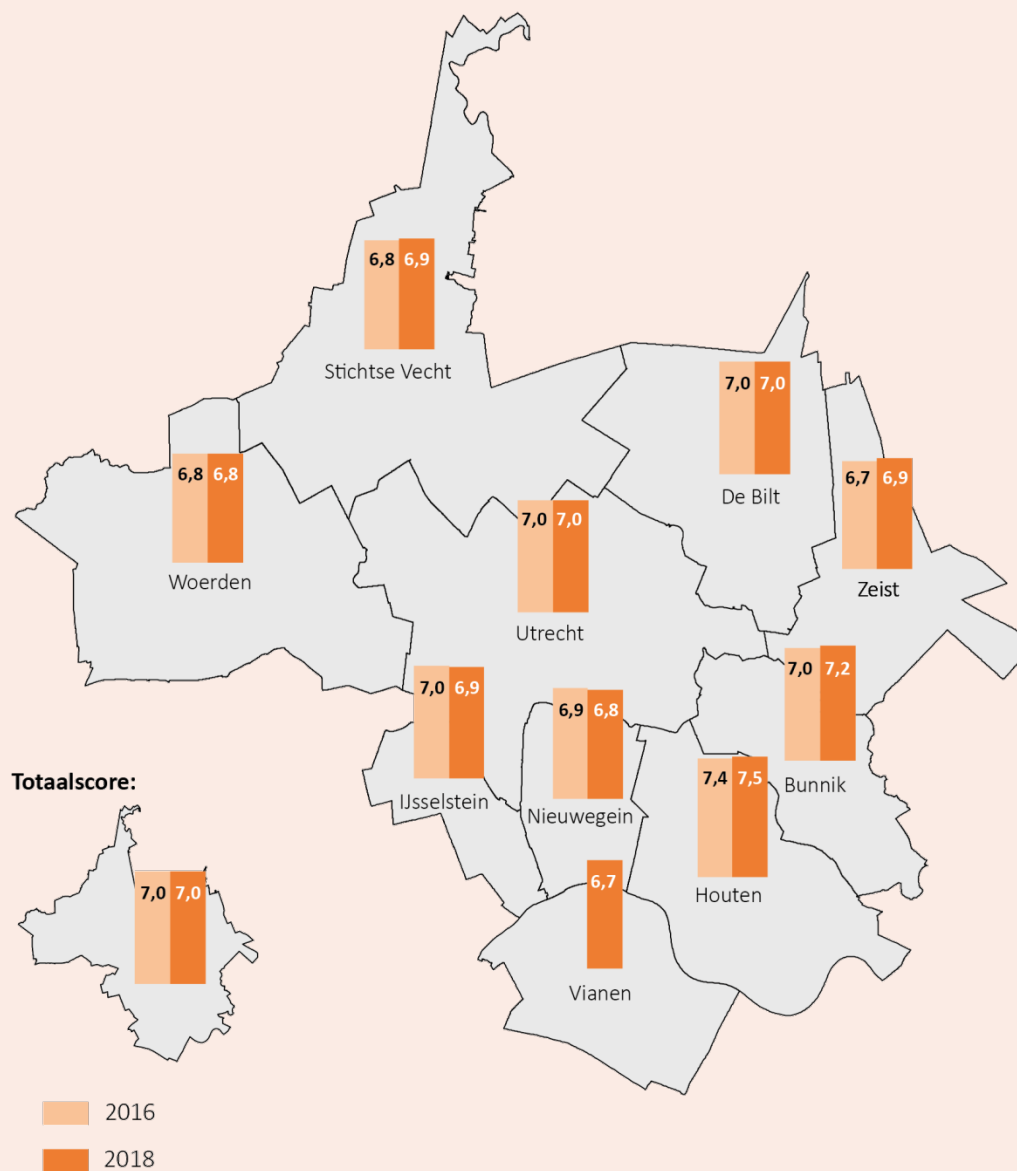 6,8 6,9
Stichtse Vecht
7,0 7,0
De Bilt
6,8 6,8
Woerden
6,7 6,9
Zeist
7,0 7,0
Utrecht
7,0 7,2
Bunnik
7,0 6,9
IJsselstein
6,9 6,8
Nieuwegein
7,4 7,5
Houten
6,7
Vianen
Totaalscore:
7,0 7,0
2016
2018